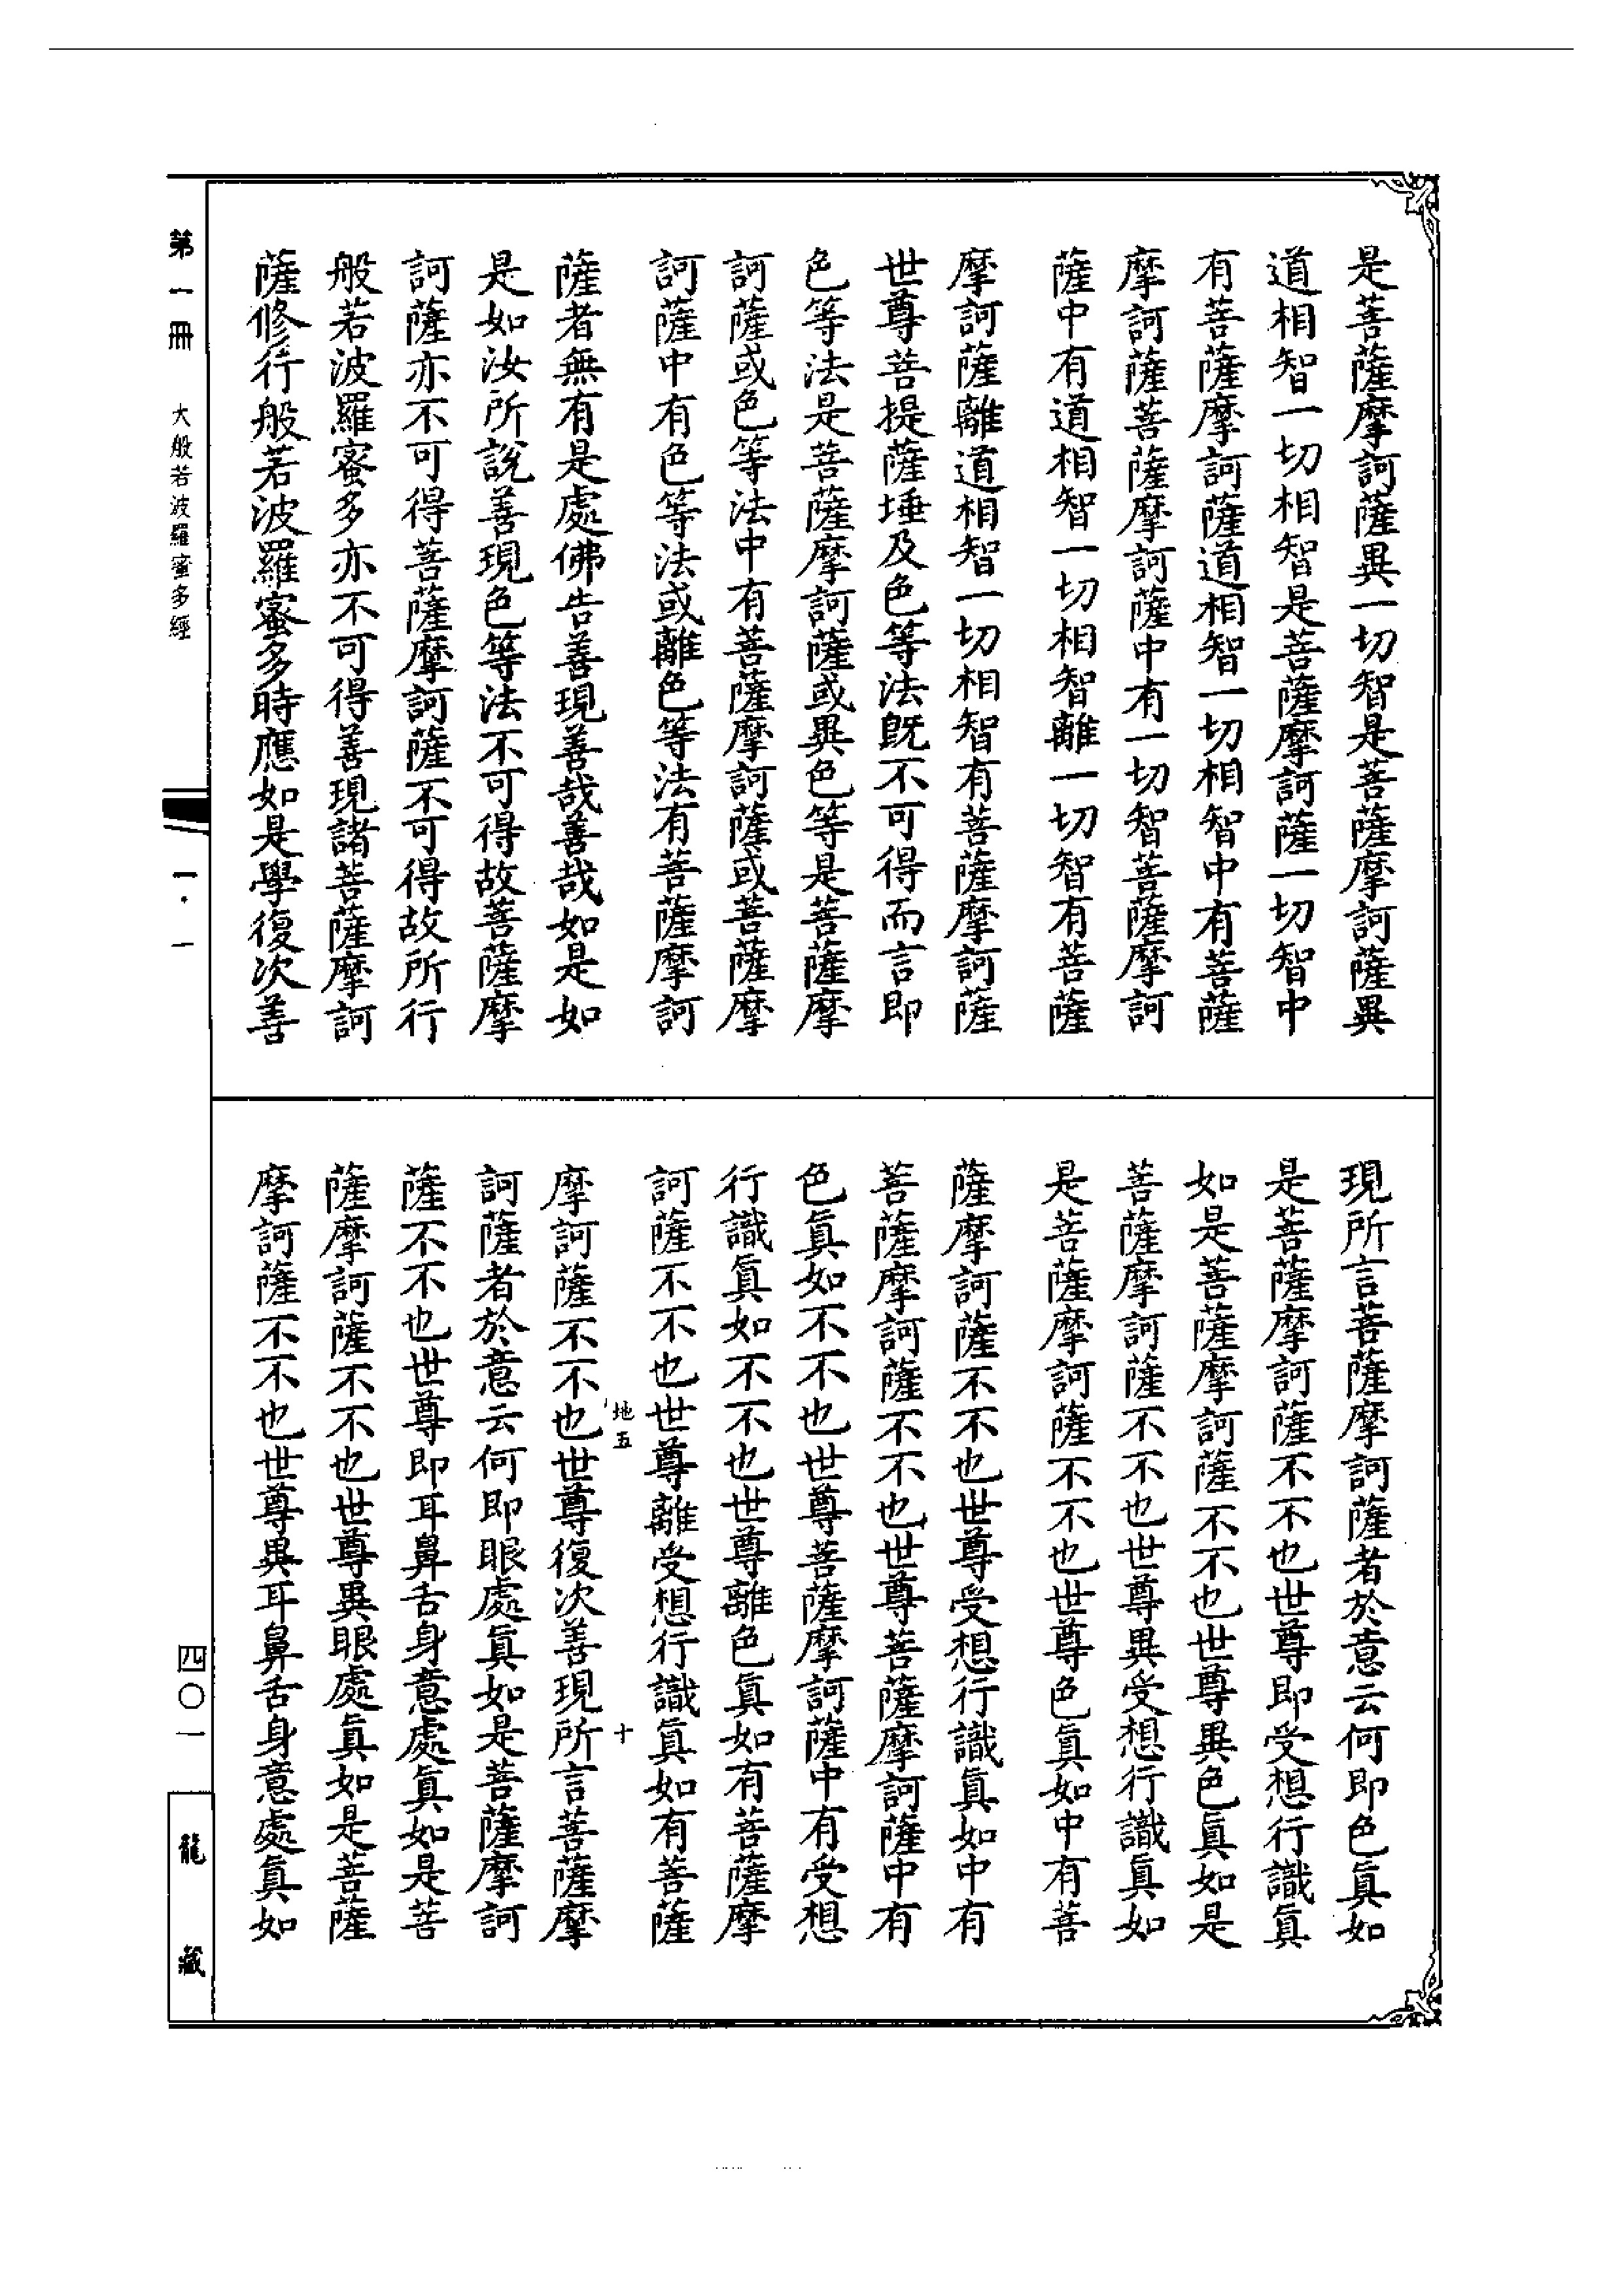 是菩薩摩訶薩異一切智是菩薩摩訶薩異
道相智一切相智是菩薩摩訶薩一切智中
有菩薩摩訶薩道相智一切相智中有菩薩
摩訶薩菩薩摩訶薩中有一切智菩薩摩訶
薩中有道相智一切相智離一切智有菩薩
摩訶薩離道相智一切相智有菩薩摩訶薩
世尊菩提薩埵及色等法旣不可得而言即
色等法是菩薩摩訶薩或異色等是菩薩摩
訶薩或色等法中有菩薩摩訶薩或菩薩摩
訶薩中有色等法或離色等法有菩薩摩訶
薩者無有是處佛告善現善哉善哉如是如
是如汝所說善現色等法不可得故菩薩摩
訶薩亦不可得菩薩摩訶薩不可得故所行
般若波羅蜜多亦不可得善現諸菩薩摩訶
薩修行般若波羅蜜多時應如是學復次善
現所言菩薩摩訶薩者於意云何即色真如
是菩薩摩訶薩不不也世尊即受想行識真
如是菩薩摩訶薩不不也世尊異色真如是
菩薩摩訶薩不不也世尊異受想行識真如
是菩薩摩訶薩不不也世尊色真如中有菩
薩摩訶薩不不也世尊受想行識真如中有
菩薩摩訶薩不不也世尊菩薩摩訶薩中有
色真如不不也世尊菩薩摩訶薩中有受想
行識真如不不也世尊離色真如有菩薩摩
訶薩不不也世尊離受想行識真如有菩薩
地五 十
摩訶薩不不也世尊復次善現所言菩薩摩
訶薩者於意云何即眼處真如是菩薩摩訶
薩不不也世尊即耳鼻舌身意處真如是菩
薩摩訶薩不不也世尊異眼處真如是菩薩
摩訶薩不不也世尊異耳鼻舌身意處真如
第一冊 大般若波羅蜜多經 一·一 四〇一 龍藏